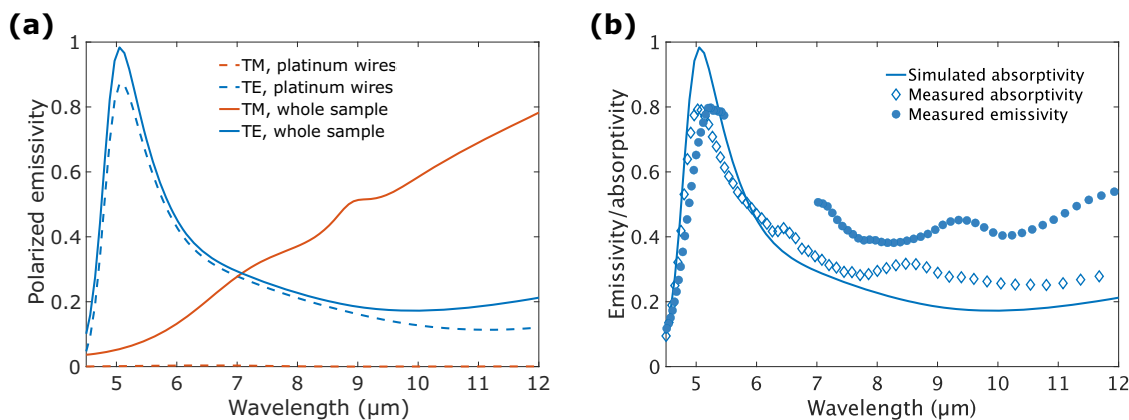 (a)
Polarized emissivity
1
0.8
0.6
0.4
0.2
0
TM, platinum wires
TE, platinum wires
TM, whole sample
TE, whole sample
5 6 7 8 9 10 11 12
Wavelength (μm)
(b)
Emissivity/absorptivity
1
0.8
0.6
0.4
0.2
0
Simulated absorptivity
Measured absorptivity
Measured emissivity
5 6 7 8 9 10 11 12
Wavelength (μm)